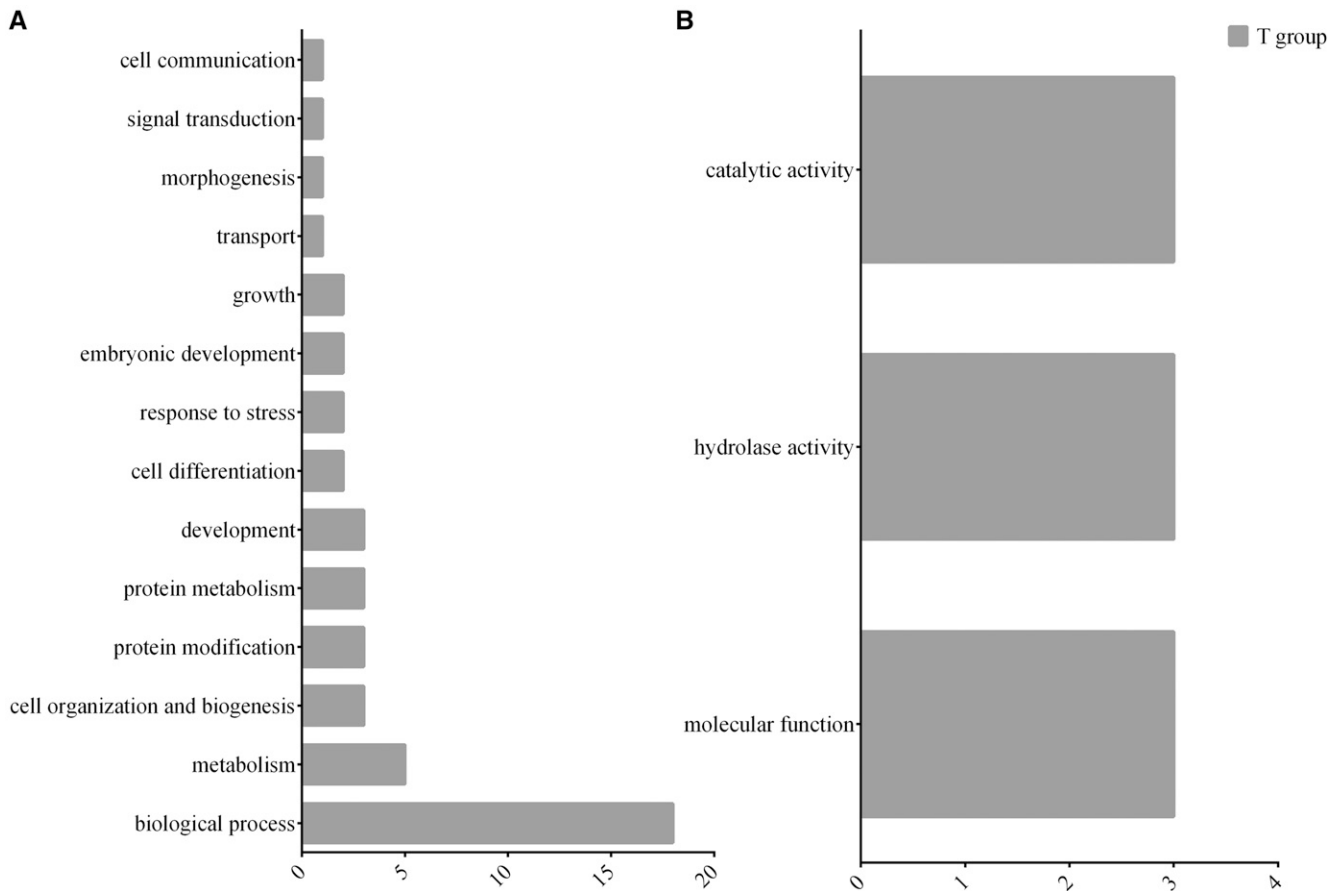 A
cell communication
signal transduction
morphogenesis
transport
growth
embryonic development
response to stress
cell differentiation
development
protein metabolism
protein modification
cell organization and biogenesis
metabolism
biological process
0 5 10 15 20
B
T group
catalytic activity
hydrolase activity
molecular function
0 1 2 3 4